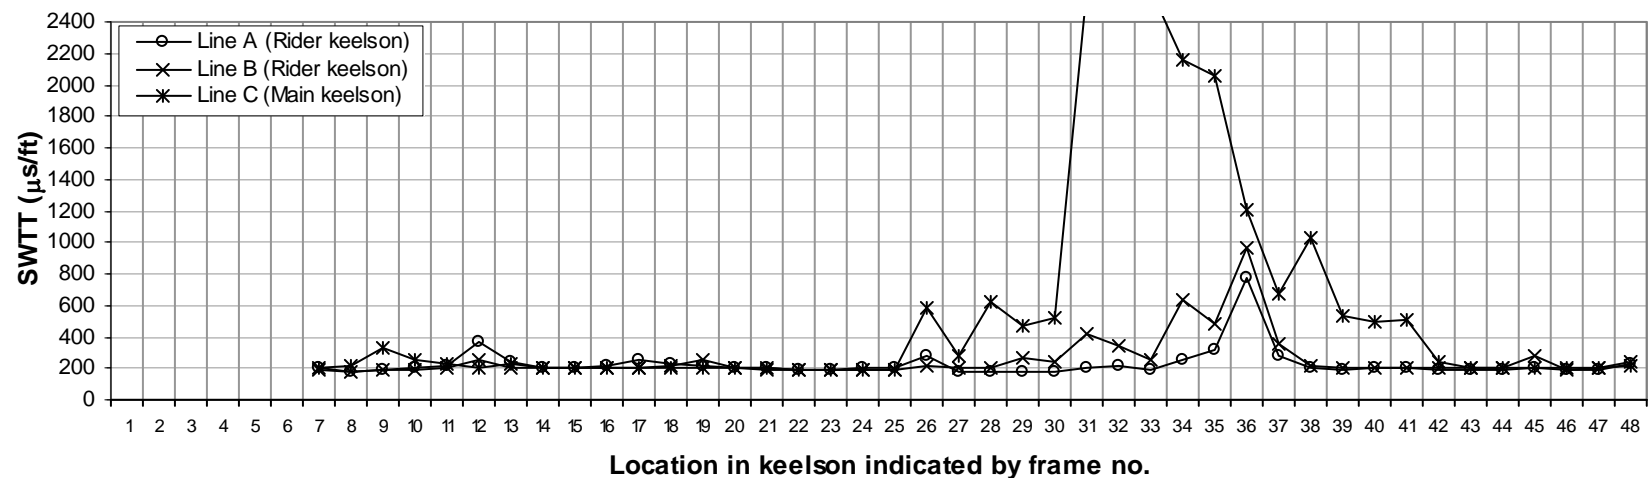 2400
2200
2000
1800
1600
1400
1200
1000
800
600
400
200
0
SWTT (μs/ft)
Line A (Rider keelson)
Line B (Rider keelson)
Line C (Main keelson)
1 2 3 4 5 6 7 8 9 10 11 12 13 14 15 16 17 18 19 20 21 22 23 24 25 26 27 28 29 30 31 32 33 34 35 36 37 38 39 40 41 42 43 44 45 46 47 48
Location in keelson indicated by frame no.